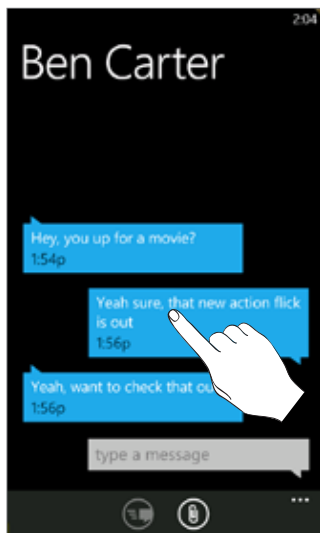 2:04
Ben Carter
Hey, you up for a movie?
1:54p
Yeah sure, that new action flick
is out
1:56p
Yeah, want to check that
1:56p
type a message